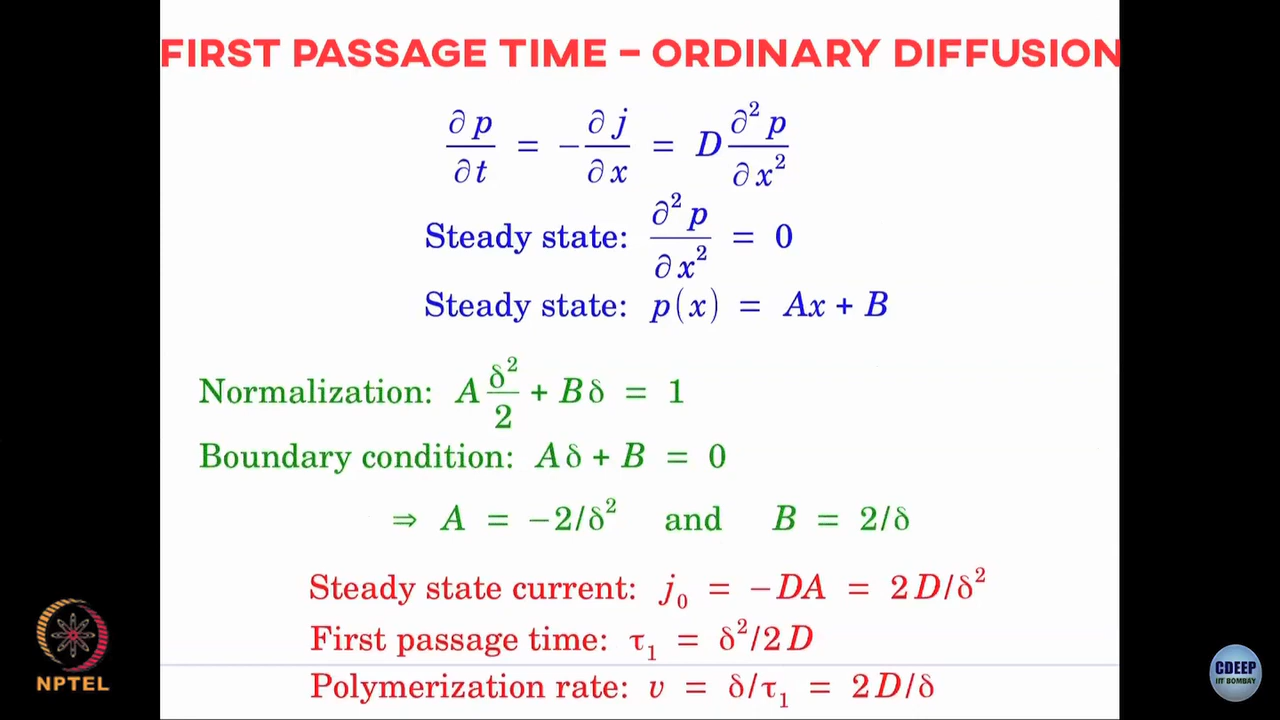 FIRST PASSAGE TIME – ORDINARY DIFFUSION
∂p/∂t = −∂j/∂x = D ∂²p/∂x²
Steady state: ∂²p/∂x² = 0
Steady state: p(x) = Ax + B
Normalization: A δ²/2 + Bδ = 1
Boundary condition: Aδ + B = 0
⇒ A = −2/δ² and B = 2/δ
Steady state current: j₀ = −DA = 2D/δ²
First passage time: τ₁ = δ²/2D
Polymerization rate: v = δ/τ₁ = 2D/δ
NPTEL
CDEEP
IIT BOMBAY